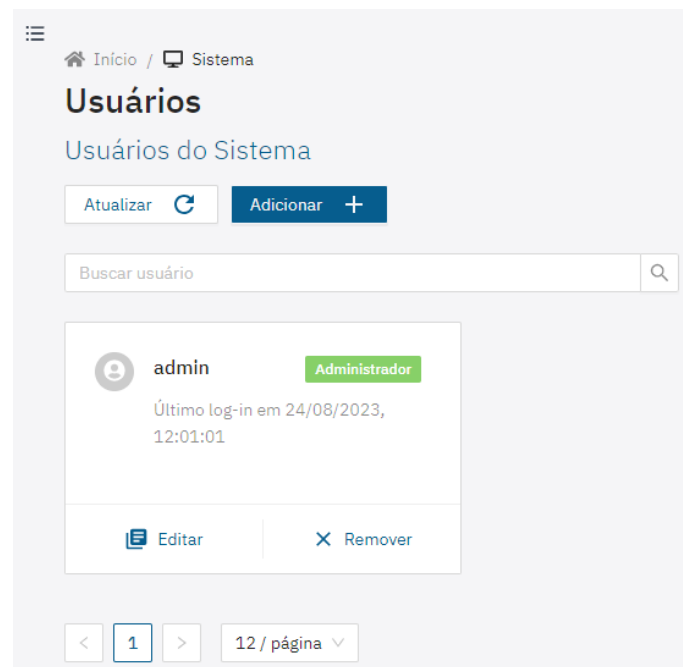 Início / Sistema
Usuários
Usuários do Sistema
Atualizar Adicionar +
Buscar usuário
admin Administrador
Último log-in em 24/08/2023,
12:01:01
Editar Remover
< 1 > 12 / página